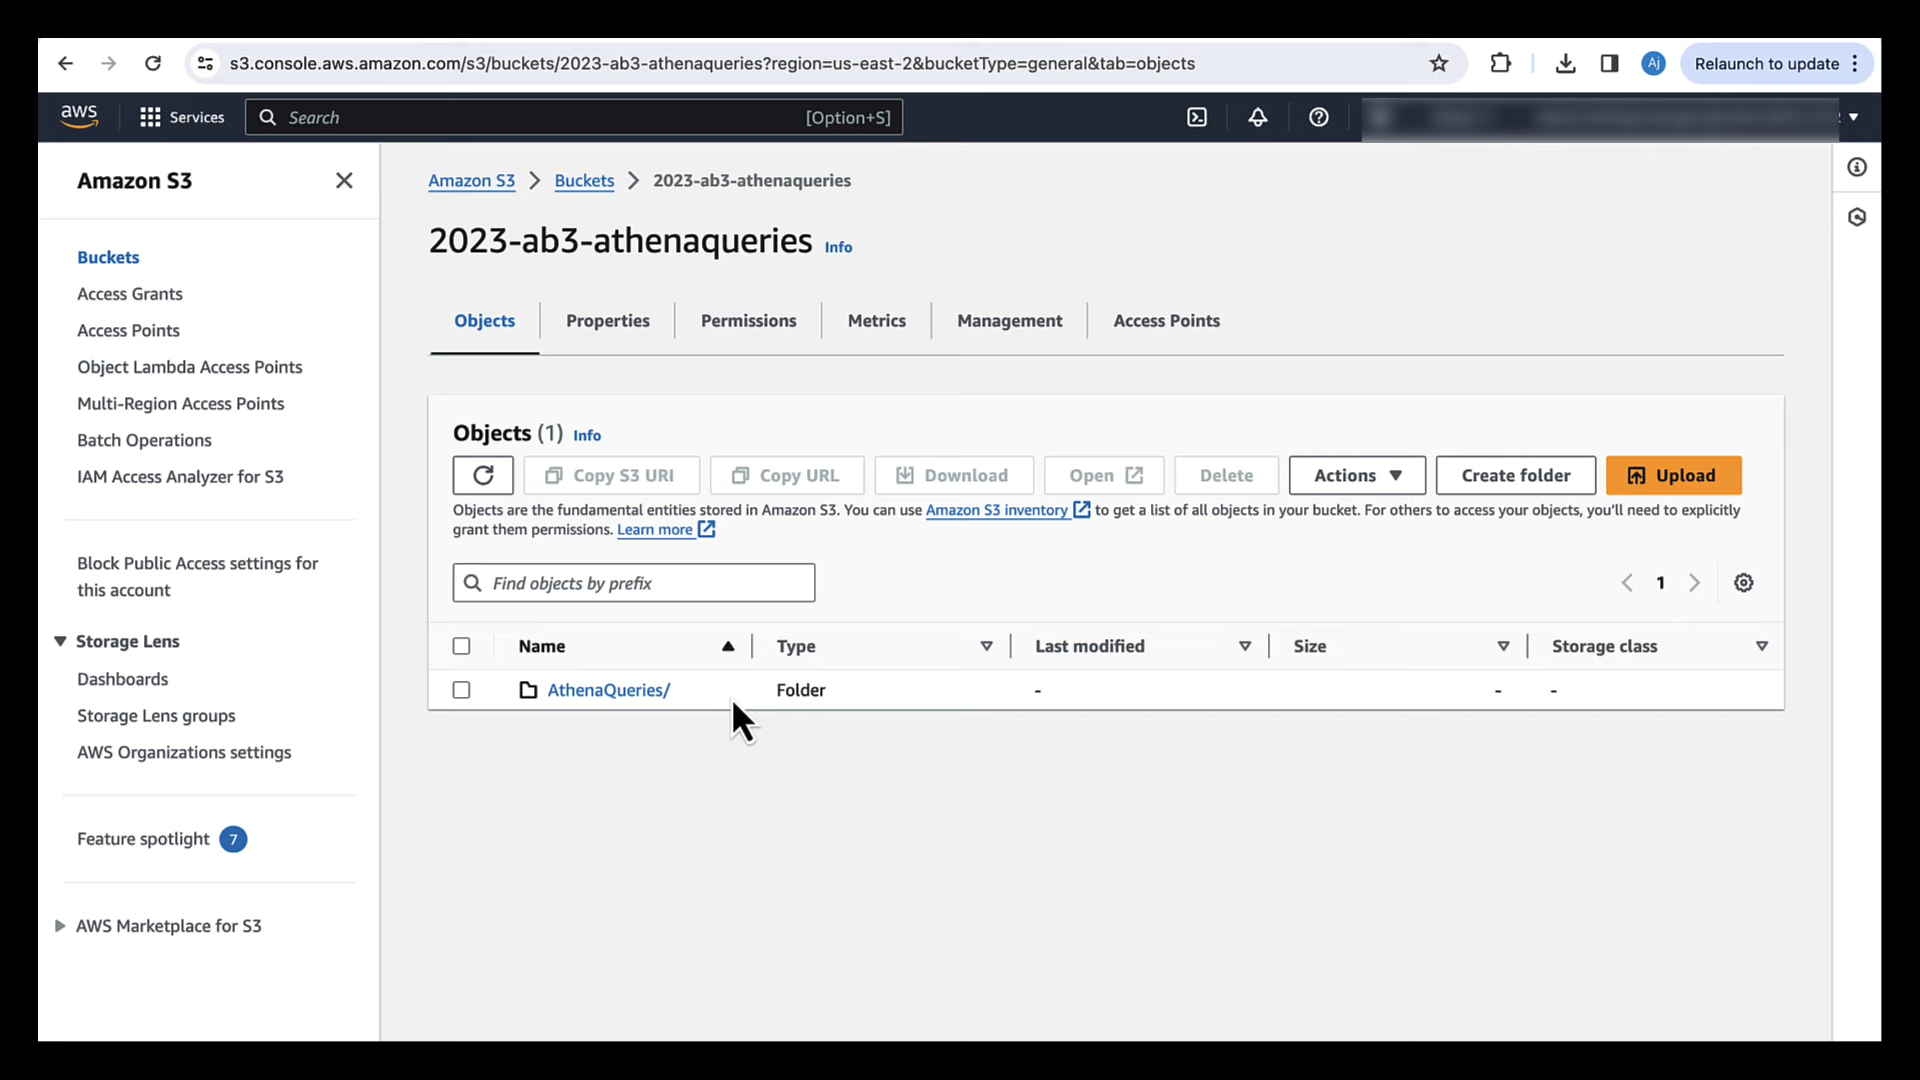 s3.console.aws.amazon.com/s3/buckets/2023-ab3-athenaqueries?region=us-east-2&bucketType=general&tab=objects
Aj
Relaunch to update
aws
Services
Search
[Option+S]
Amazon S3
Buckets
Access Grants
Access Points
Object Lambda Access Points
Multi-Region Access Points
Batch Operations
IAM Access Analyzer for S3
Block Public Access settings for
this account
Storage Lens
Dashboards
Storage Lens groups
AWS Organizations settings
Feature spotlight 7
AWS Marketplace for S3
Amazon S3 > Buckets > 2023-ab3-athenaqueries
2023-ab3-athenaqueries Info
Objects Properties Permissions Metrics Management Access Points
Objects (1) Info
Copy S3 URI Copy URL Download Open Delete Actions Create folder Upload
Objects are the fundamental entities stored in Amazon S3. You can use Amazon S3 inventory to get a list of all objects in your bucket. For others to access your objects, you'll need to explicitly
grant them permissions. Learn more
Find objects by prefix
1
Name Type Last modified Size Storage class
AthenaQueries/ Folder - - -